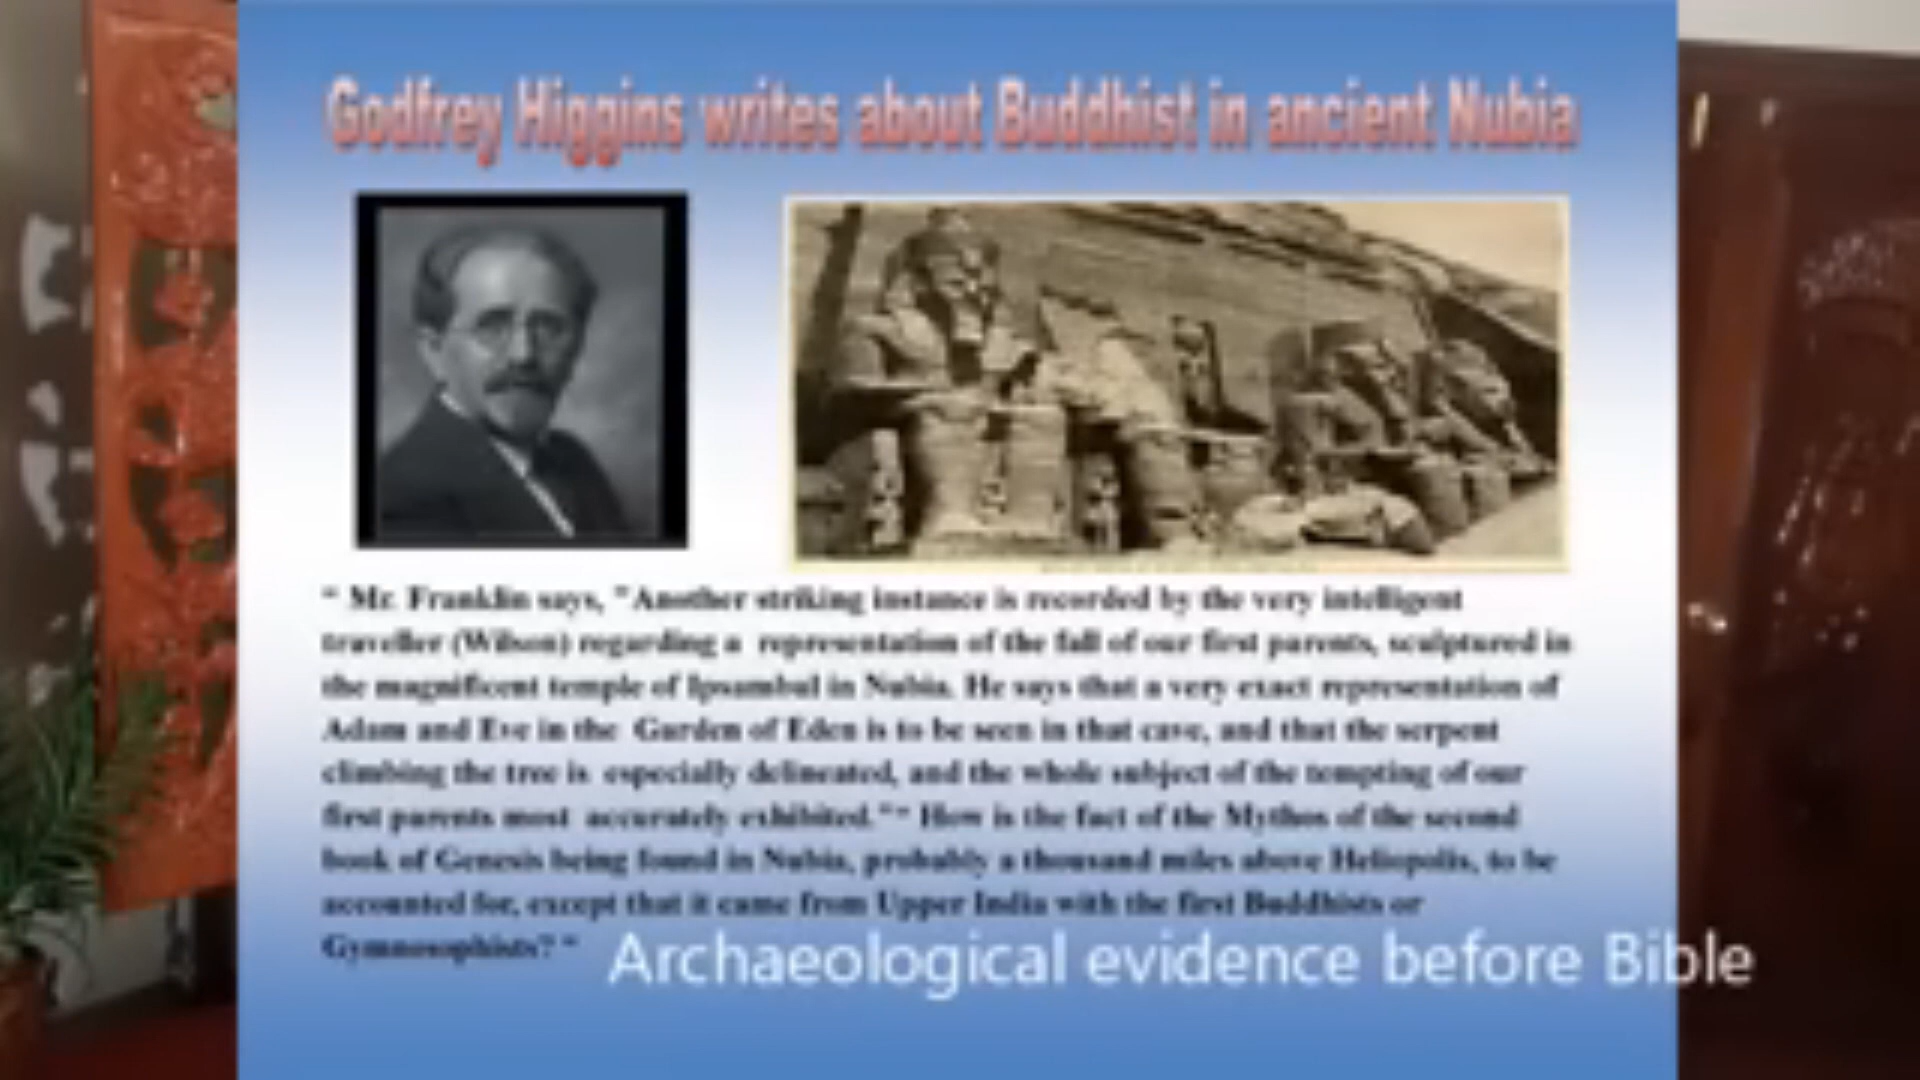 Godfrey Higgins writes about Buddhist in ancient Nubia
" Mr. Franklin says, "Another striking instance is recorded by the very intelligent
traveller (Wilson) regarding a representation of the fall of our first parents, sculptured in
the magnificent temple of Ipsambul in Nubia. He says that a very exact representation of
Adam and Eve in the Garden of Eden is to be seen in that cave, and that the serpent
climbing the tree is especially delineated, and the whole subject of the tempting of our
first parents most accurately exhibited."" How is the fact of the Mythos of the second
book of Genesis being found in Nubia, probably a thousand miles above Heliopolis, to be
accounted for, except that it came from Upper India with the first Buddhists or
Gymnosophists? "
Archaeological evidence before Bible